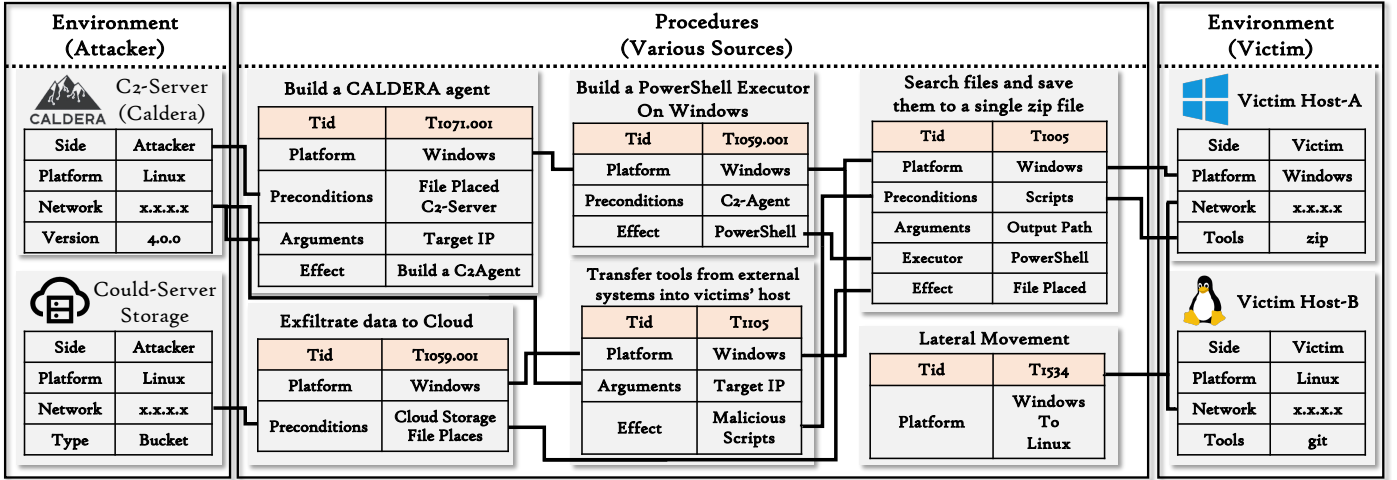 Environment
(Attacker)
CALDERA
C2-Server
(Caldera)
Side Attacker
Platform Linux
Network x.x.x.x
Version 4.0.0
Could-Server
Storage
Side Attacker
Platform Linux
Network x.x.x.x
Type Bucket
Procedures
(Various Sources)
Build a CALDERA agent
Tid T1071.001
Platform Windows
Preconditions File Placed
C2-Server
Arguments Target IP
Effect Build a C2Agent
Exfiltrate data to Cloud
Tid T1059.001
Platform Windows
Preconditions Cloud Storage
File Places
Build a PowerShell Executor
On Windows
Tid T1059.001
Platform Windows
Preconditions C2-Agent
Effect PowerShell
Transfer tools from external
systems into victims' host
Tid T1105
Platform Windows
Arguments Target IP
Effect Malicious
Scripts
Search files and save
them to a single zip file
Tid T1005
Platform Windows
Preconditions Scripts
Arguments Output Path
Executor PowerShell
Effect File Placed
Lateral Movement
Tid T1534
Platform Windows
To
Linux
Environment
(Victim)
Victim Host-A
Side Victim
Platform Windows
Network x.x.x.x
Tools zip
Victim Host-B
Side Victim
Platform Linux
Network x.x.x.x
Tools git